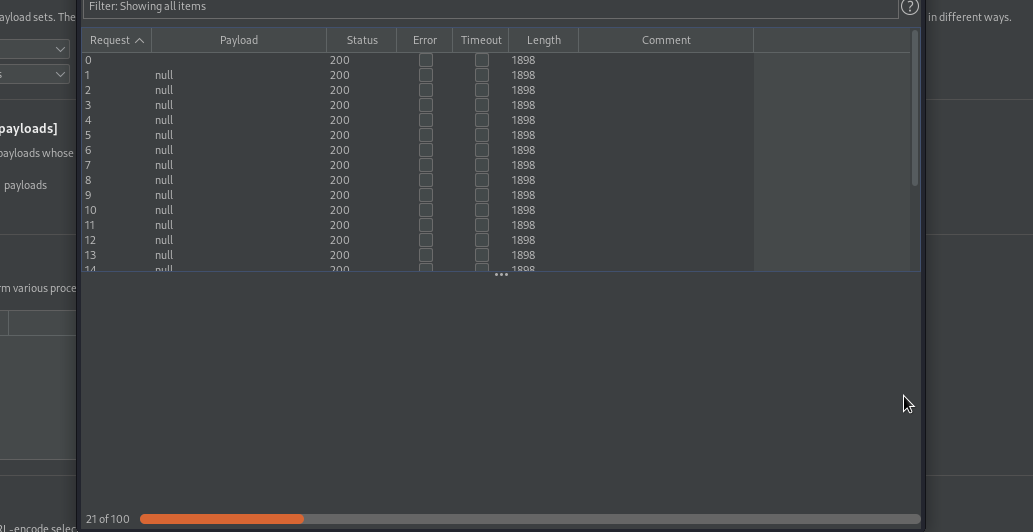 Filter: Showing all items
?
ayload sets. The
in different ways.
Request Payload Status Error Timeout Length Comment
0 200 1898
1 null 200 1898
2 null 200 1898
3 null 200 1898
4 null 200 1898
5 null 200 1898
6 null 200 1898
7 null 200 1898
8 null 200 1898
9 null 200 1898
10 null 200 1898
11 null 200 1898
12 null 200 1898
13 null 200 1898
14 null 200 1898
s
payloads]
payloads whose
payloads
rm various proce
RL-encode selec
21 of 100